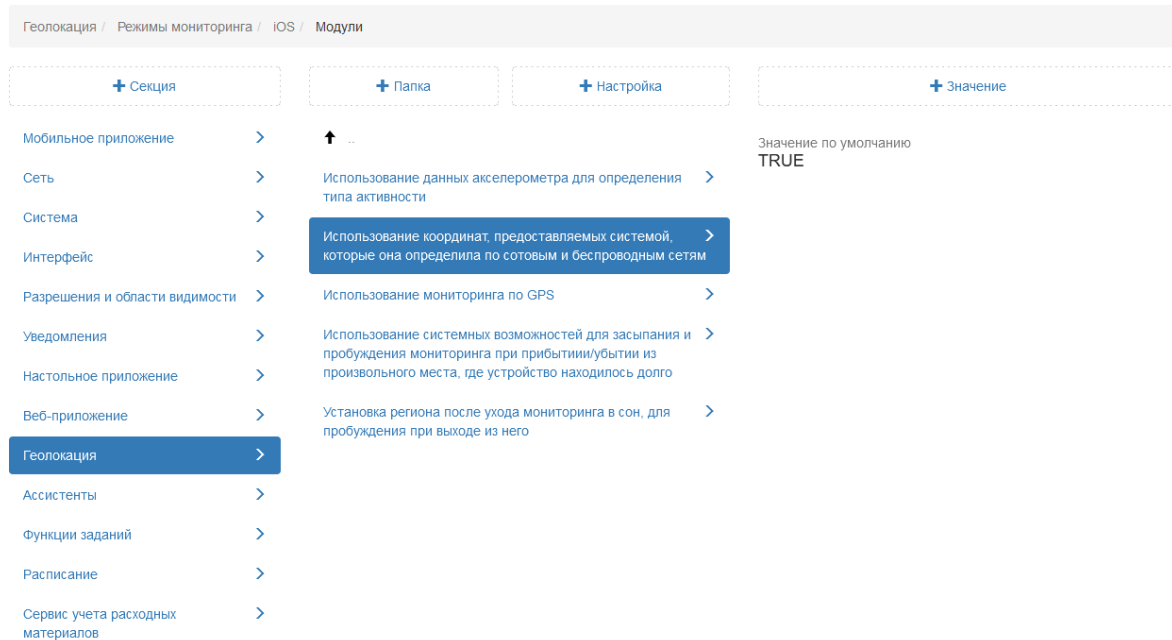 Геолокация / Режимы мониторинга / iOS / Модули
+ Секция
+ Папка
+ Настройка
+ Значение
Мобильное приложение
Сеть
Система
Интерфейс
Разрешения и области видимости
Уведомления
Настольное приложение
Веб-приложение
Геолокация
Ассистенты
Функции заданий
Расписание
Сервис учета расходных
материалов
..
Использование данных акселерометра для определения
типа активности
Использование координат, предоставляемых системой,
которые она определила по сотовым и беспроводным сетям
Использование мониторинга по GPS
Использование системных возможностей для засыпания и
пробуждения мониторинга при прибытиии/убытии из
произвольного места, где устройство находилось долго
Установка региона после ухода мониторинга в сон, для
пробуждения при выходе из него
Значение по умолчанию
TRUE